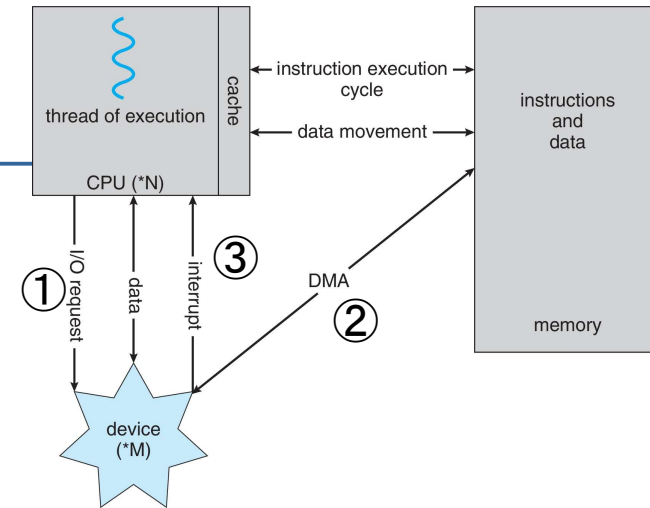 thread of execution
cache
CPU (*N)
instruction execution
cycle
data movement
instructions
and
data
memory
①
I/O request
data
interrupt
③
DMA
②
device
(*M)